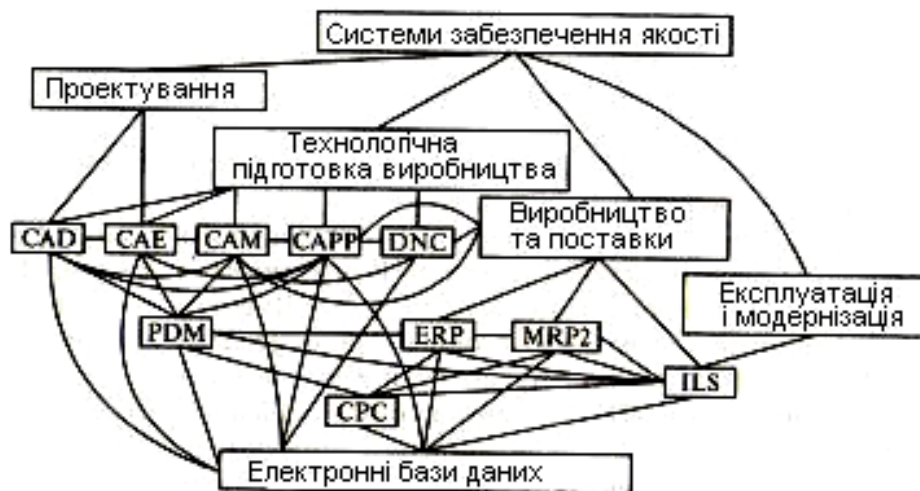 Системи забезпечення якості
Проектування
Технологічна
підготовка виробництва
Виробництво
та поставки
CAD
CAE
CAM
CAPP
DNC
Експлуатація
і модернізація
PDM
ERP
MRP2
ILS
CPC
Електронні бази даних